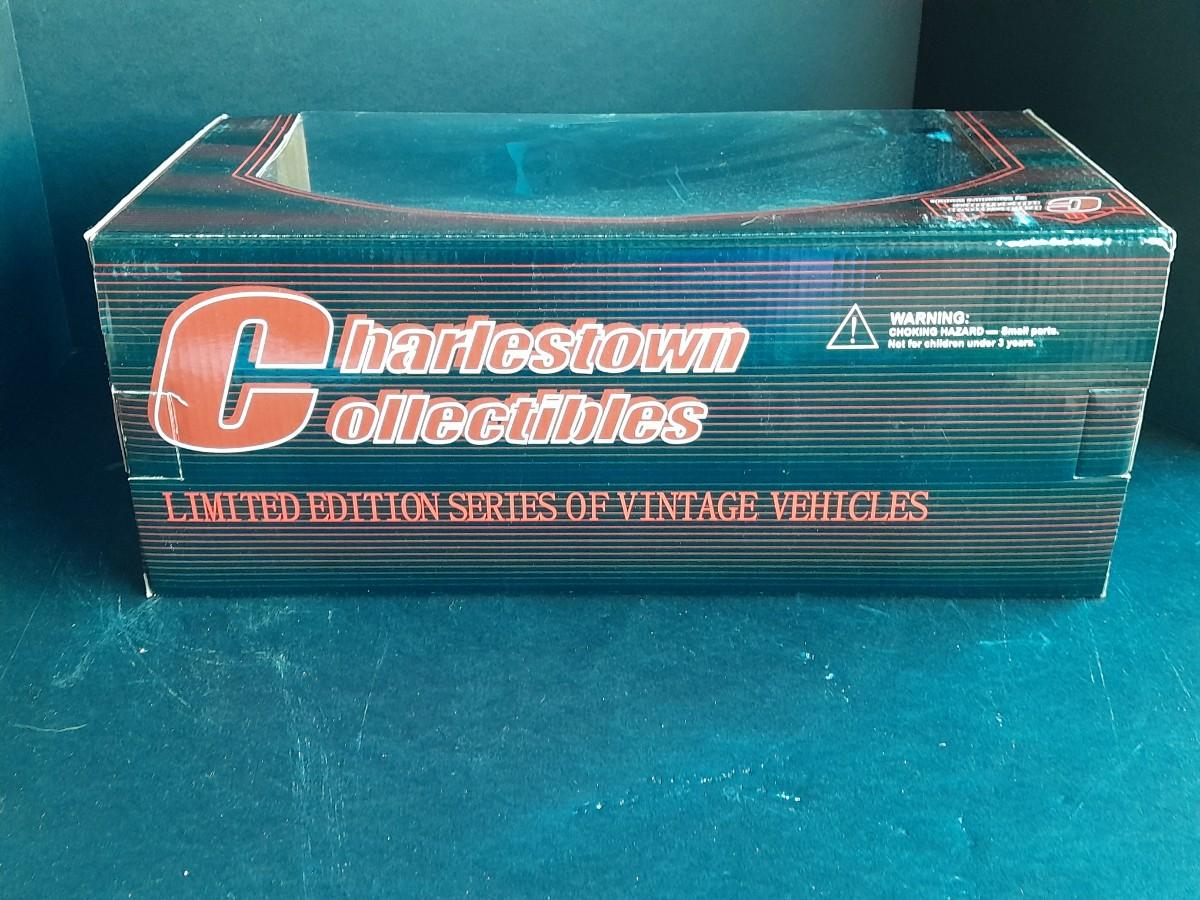 Charlestown
Collectibles
WARNING:
CHOKING HAZARD — Small parts.
Not for children under 3 years.
LIMITED EDITION SERIES OF VINTAGE VEHICLES